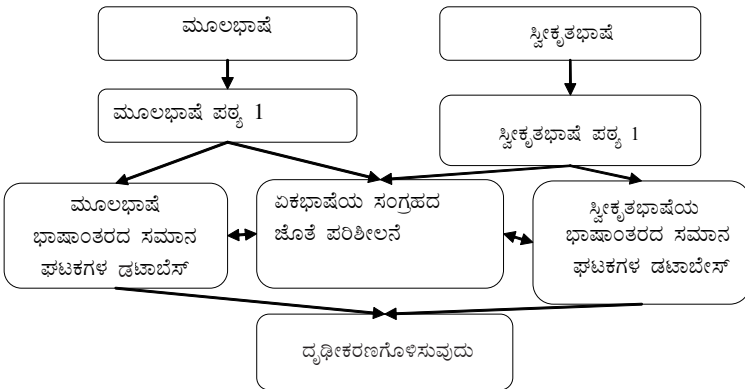 ಮೂಲಭಾಷೆ
ಸ್ವೀಕೃತಭಾಷೆ
ಮೂಲಭಾಷೆ ಪಠ್ಯ 1
ಸ್ವೀಕೃತಭಾಷೆ ಪಠ್ಯ 1
ಮೂಲಭಾಷೆ
ಭಾಷಾಂತರದ ಸಮಾನ
ಘಟಕಗಳ ಡಟಾಬೆಸ್
ಏಕಭಾಷೆಯ ಸಂಗ್ರಹದ
ಜೊತೆ ಪರಿಶೀಲನೆ
ಸ್ವೀಕೃತಭಾಷೆಯ
ಭಾಷಾಂತರದ ಸಮಾನ
ಘಟಕಗಳ ಡಟಾಬೇಸ್
ದೃಢೀಕರಣಗೊಳಿಸುವುದು